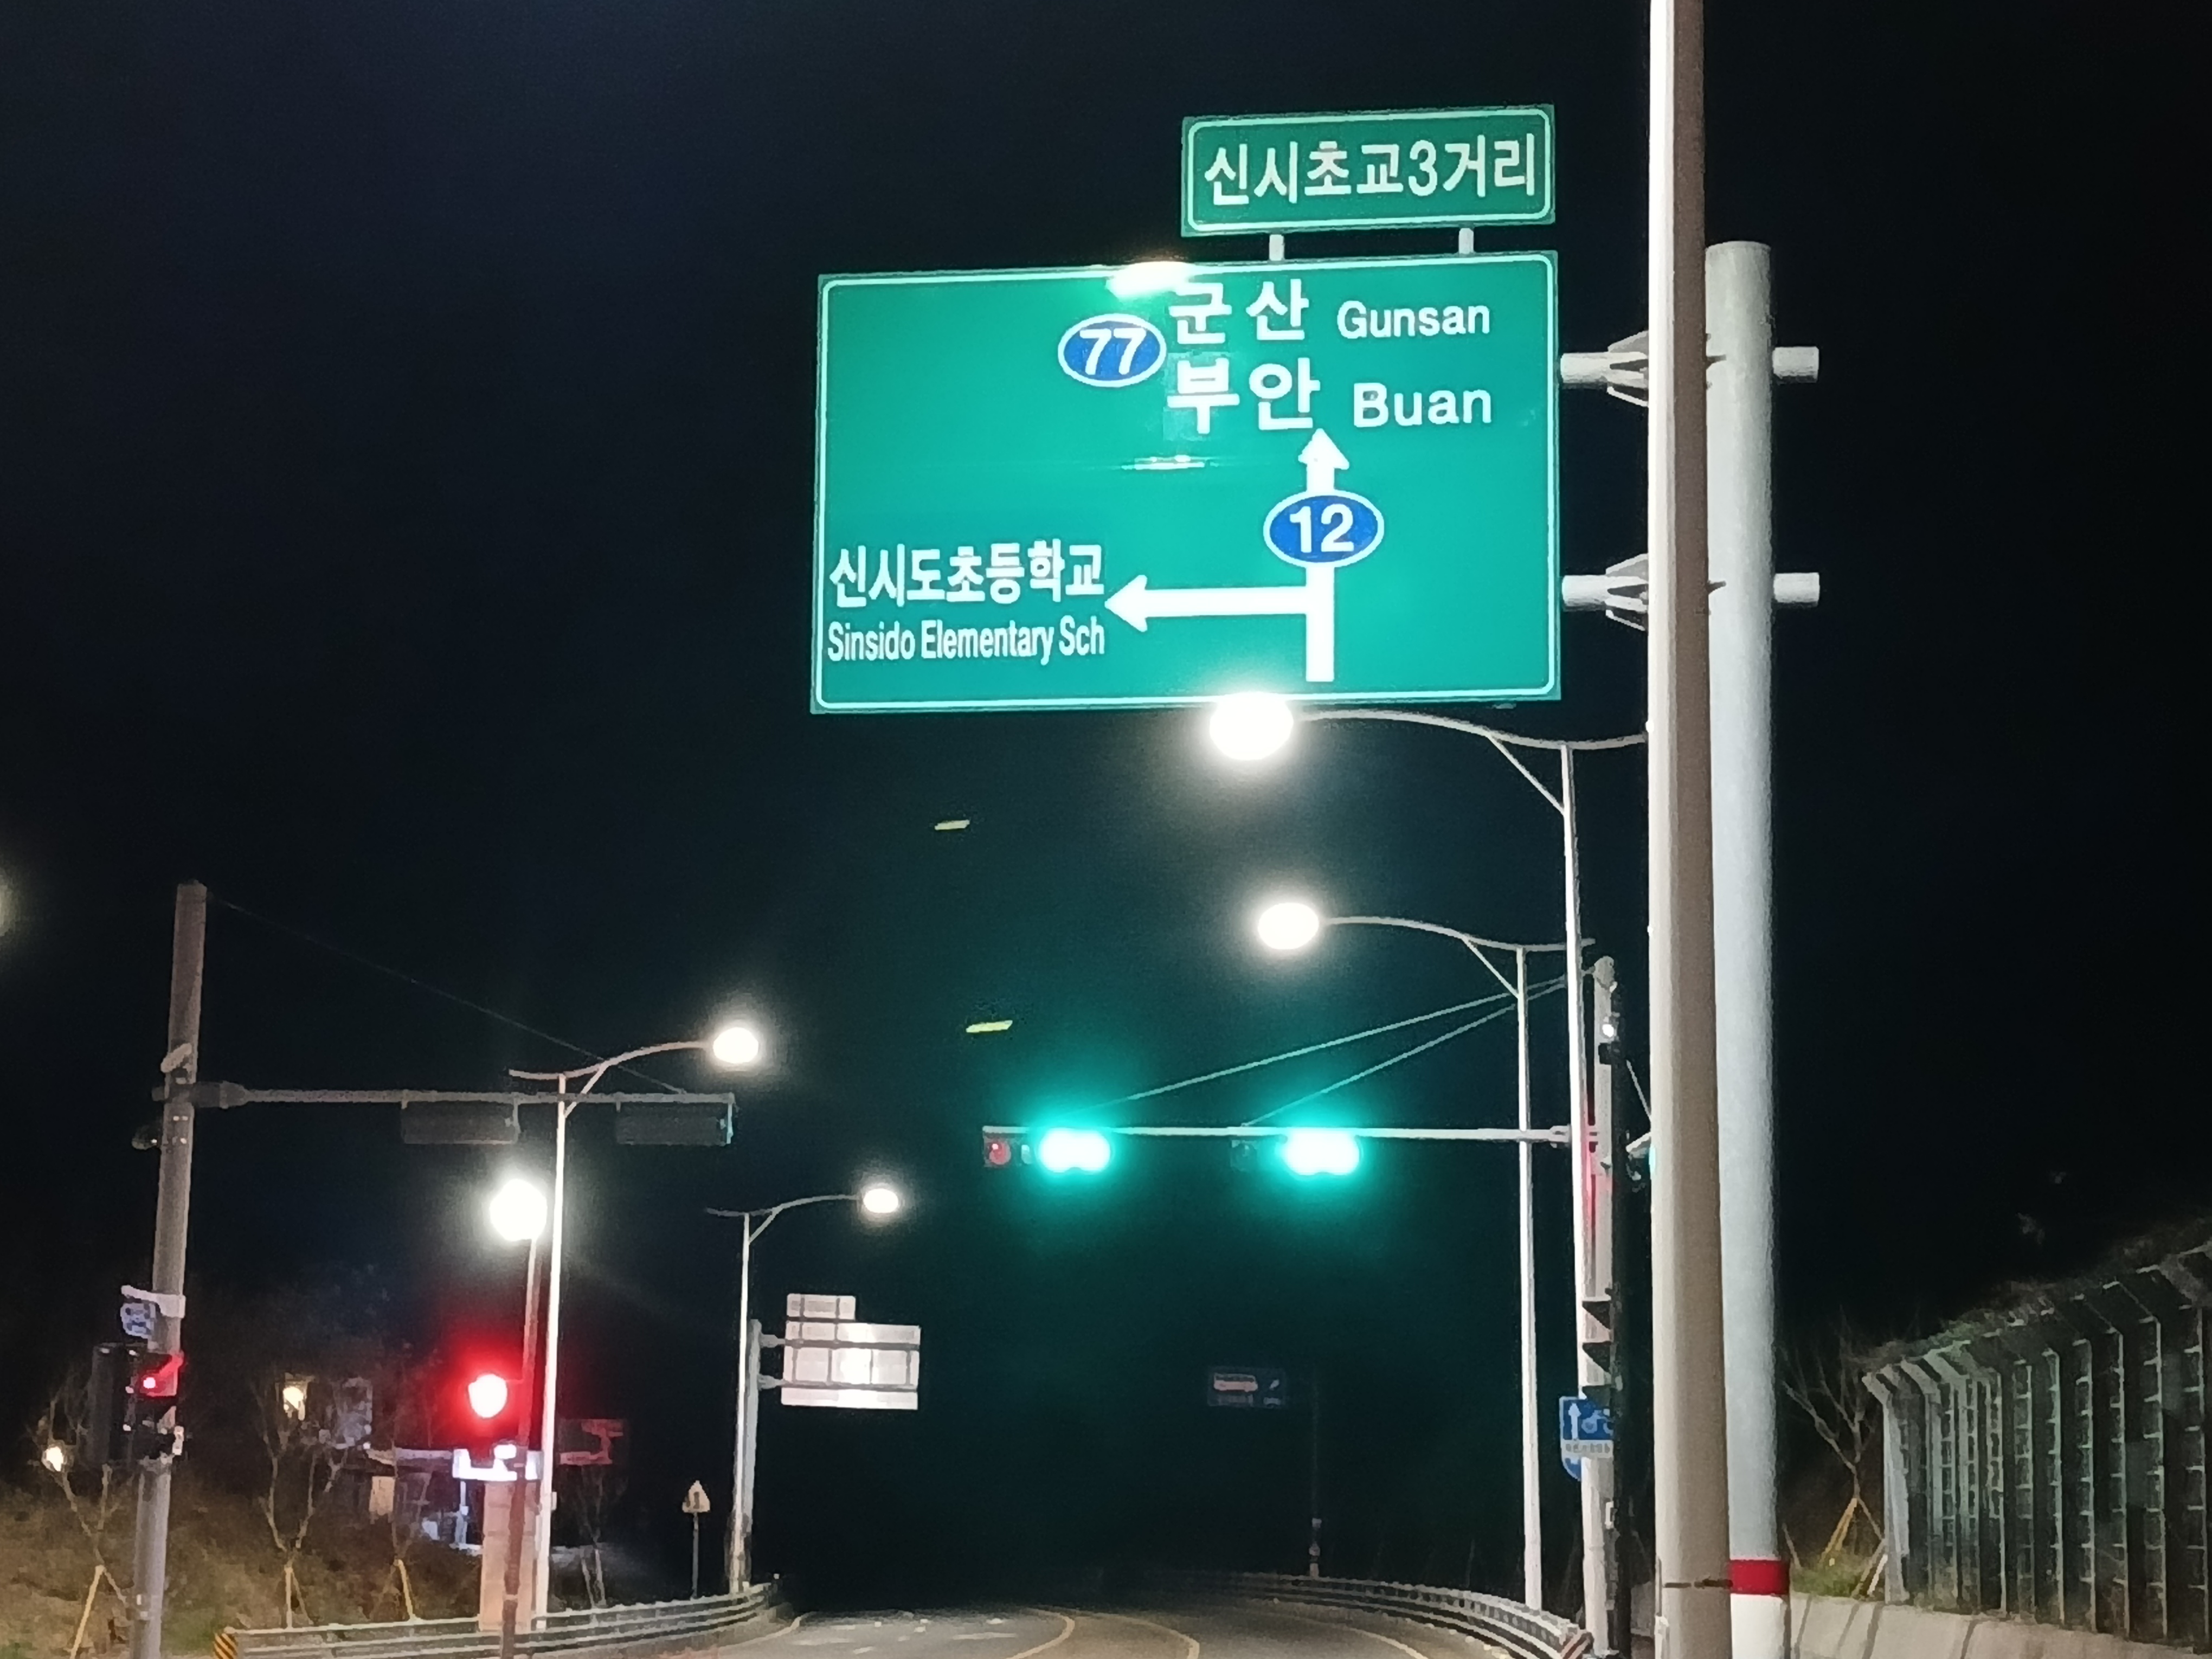 신시초교3거리
77 군산 Gunsan
부안 Buan
12
신시도초등학교
Sinsido Elementary Sch